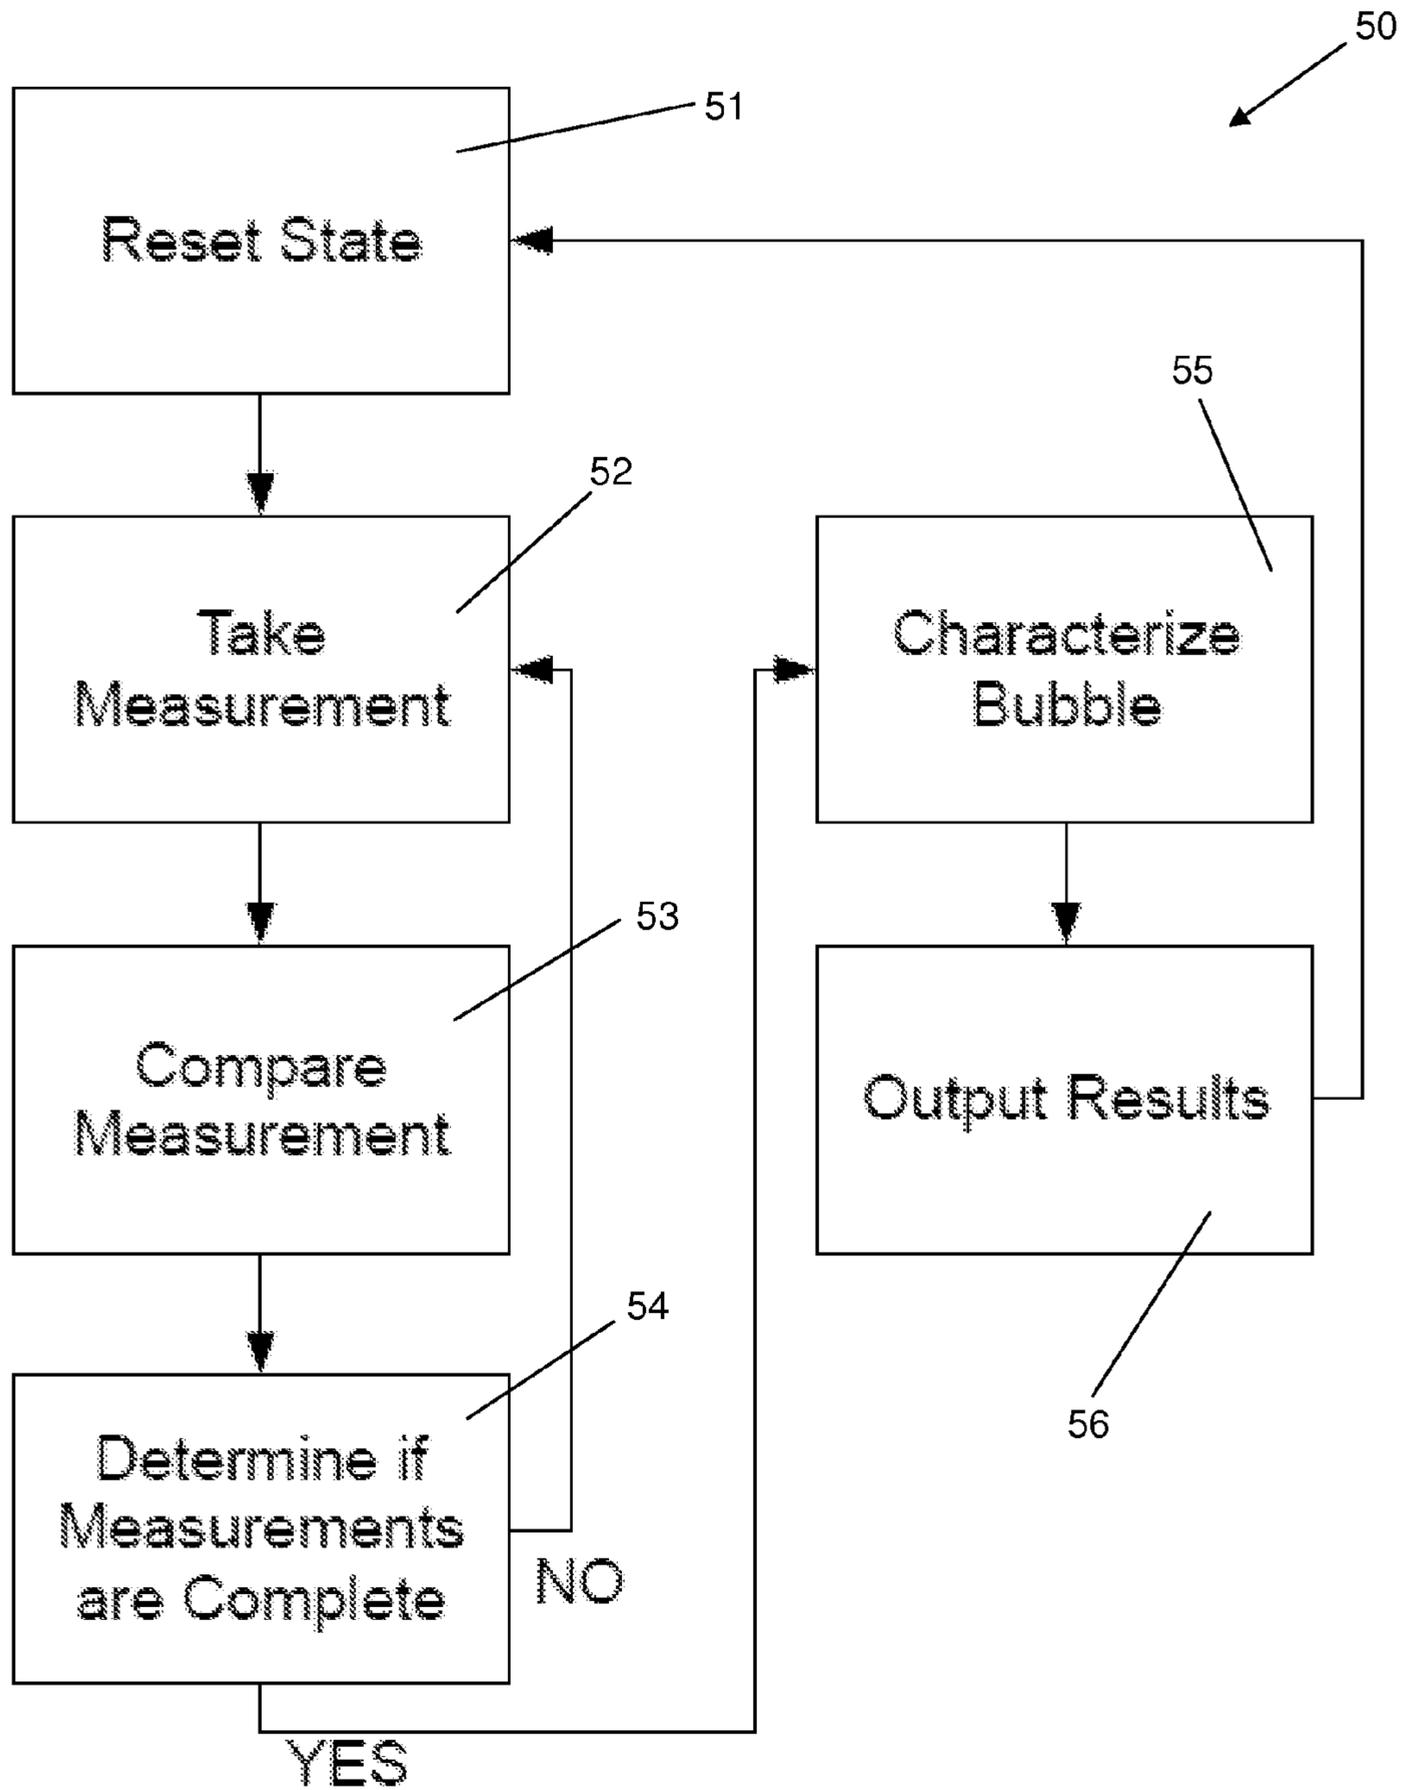 50
51
Reset State
55
52
Take
Measurement
Characterize
Bubble
53
Compare
Measurement
Output Results
54
56
Determine if
Measurements
are Complete
NO
YES